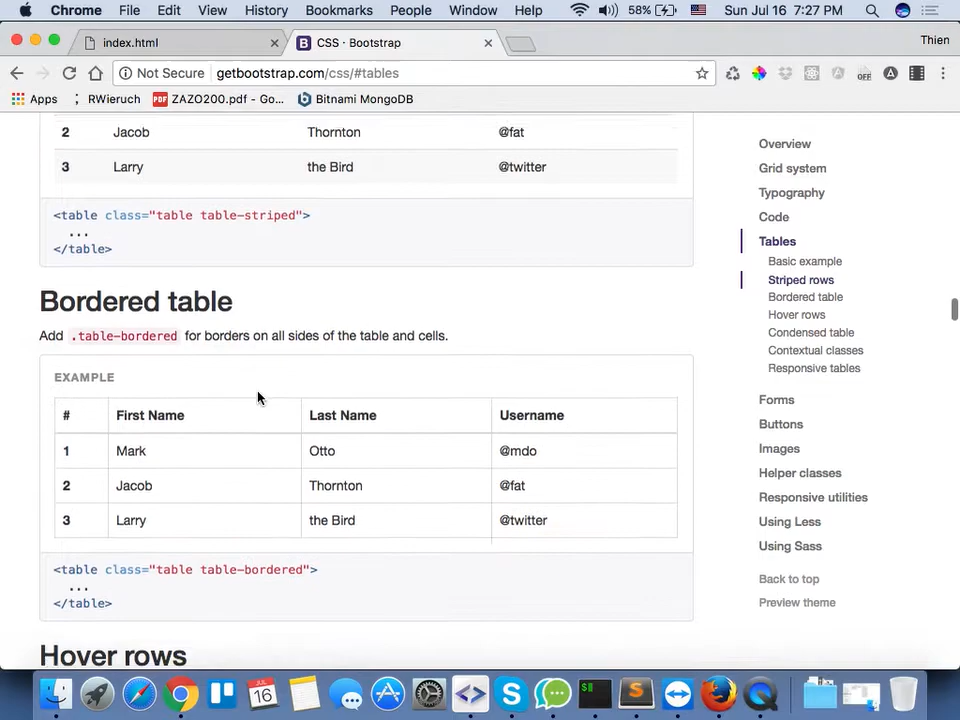 Chrome File Edit View History Bookmarks People Window Help 58% Sun Jul 16 7:27 PM
index.html CSS · Bootstrap Thien
Not Secure getbootstrap.com/css/#tables OFF
Apps RWieruch PDF ZAZO200.pdf - Go... Bitnami MongoDB
2 Jacob Thornton @fat
3 Larry the Bird @twitter
<table class="table table-striped">
...
</table>
Bordered table
Add .table-bordered for borders on all sides of the table and cells.
EXAMPLE
# First Name Last Name Username
1 Mark Otto @mdo
2 Jacob Thornton @fat
3 Larry the Bird @twitter
<table class="table table-bordered">
...
</table>
Hover rows
Overview
Grid system
Typography
Code
Tables
Basic example
Striped rows
Bordered table
Hover rows
Condensed table
Contextual classes
Responsive tables
Forms
Buttons
Images
Helper classes
Responsive utilities
Using Less
Using Sass
Back to top
Preview theme
JUL
16